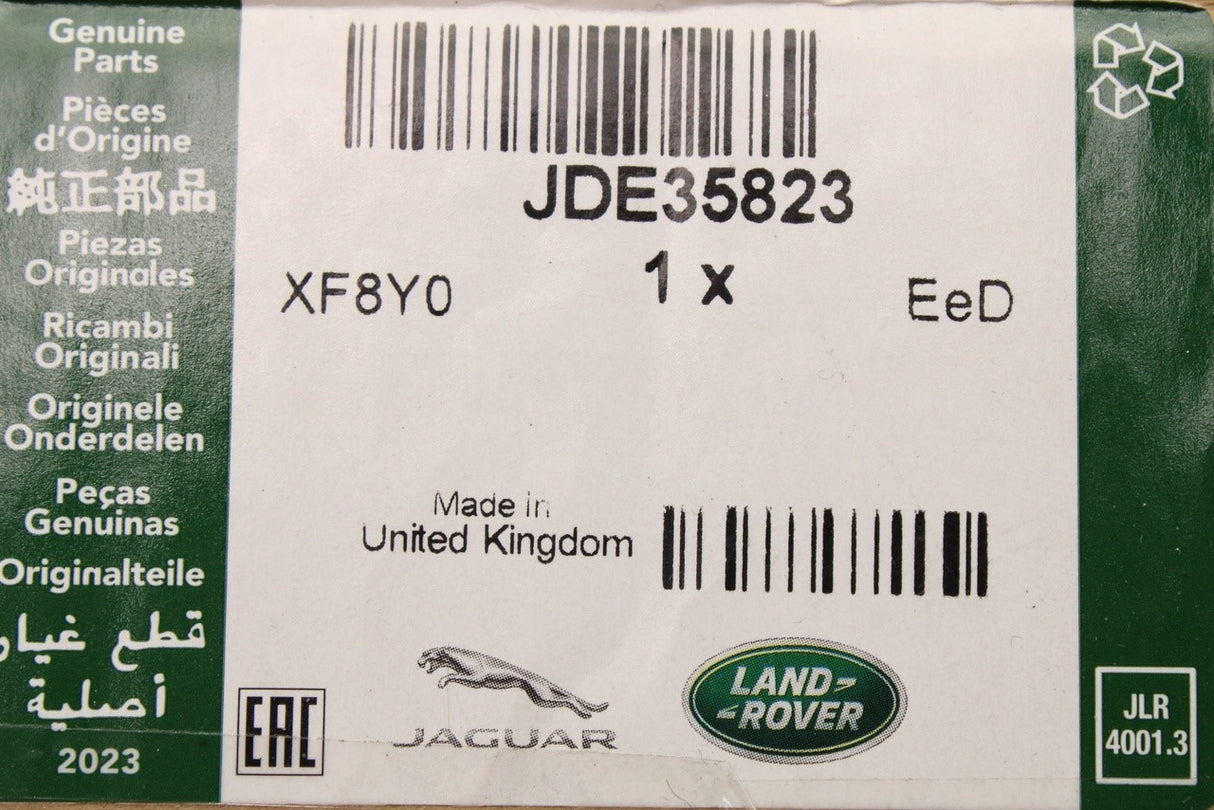 Genuine
Parts
Pièces
d'Origine
純正部品
Piezas
Originales
Ricambi
Originali
Originele
Onderdelen
Peças
Genuinas
Originalteile
قطع غيار
أصلية
2023
JDE35823
XF8Y0
1 x
EeD
Made in
United Kingdom
EAC
JAGUAR
LAND
ROVER
JLR
4001.3